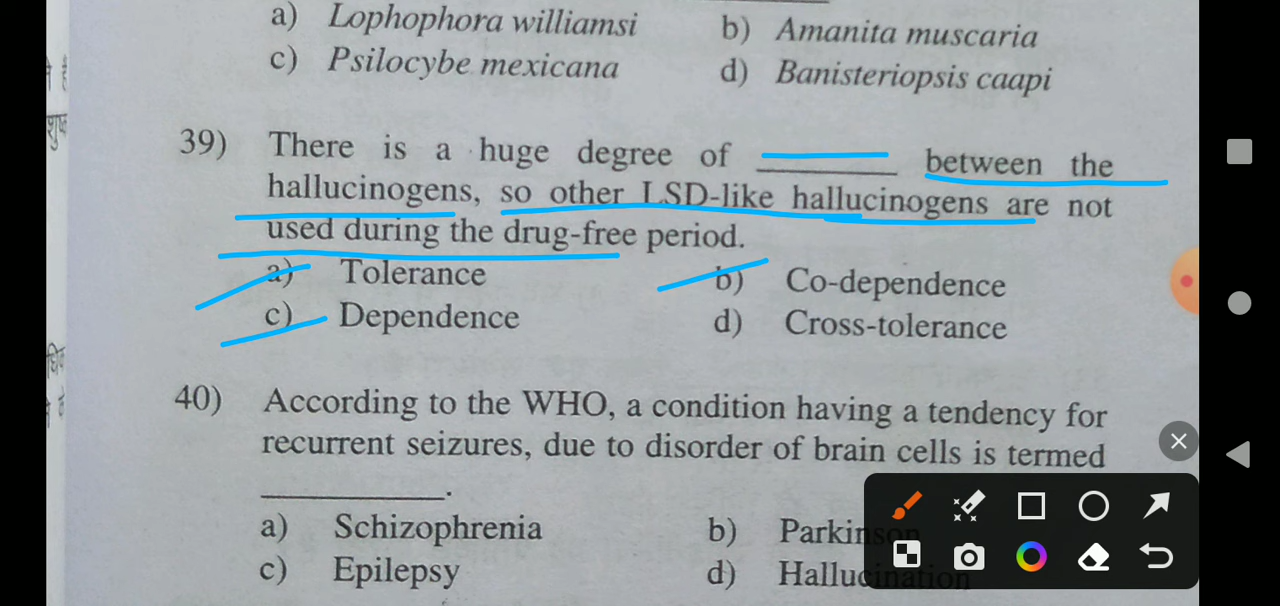 a) Lophophora williamsi b) Amanita muscaria
c) Psilocybe mexicana d) Banisteriopsis caapi
39) There is a huge degree of ________ between the
hallucinogens, so other LSD-like hallucinogens are not
used during the drug-free period.
a) Tolerance b) Co-dependence
c) Dependence d) Cross-tolerance
40) According to the WHO, a condition having a tendency for
recurrent seizures, due to disorder of brain cells is termed
___________.
a) Schizophrenia b) Parkinson
c) Epilepsy d) Hallucination